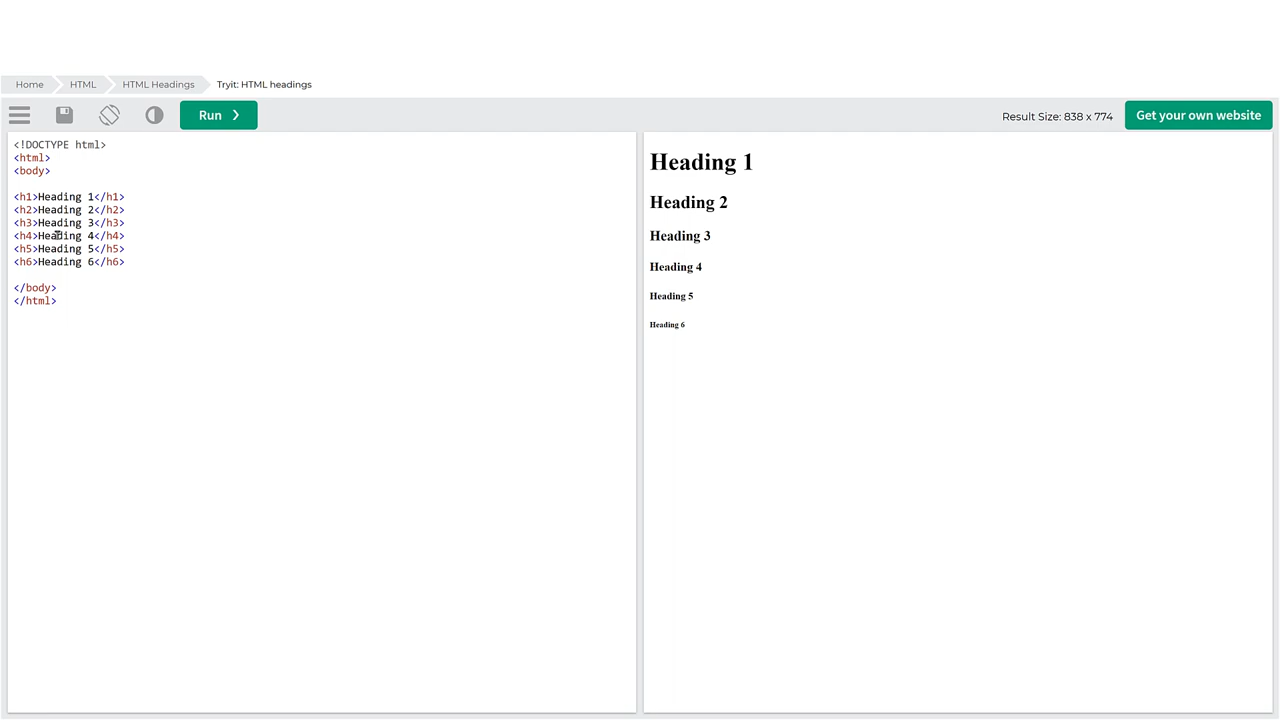 Home HTML HTML Headings Tryit: HTML headings
Run ❯ Result Size: 838 x 774 Get your own website
<!DOCTYPE html>
<html>
<body>
<h1>Heading 1</h1>
<h2>Heading 2</h2>
<h3>Heading 3</h3>
<h4>Heading 4</h4>
<h5>Heading 5</h5>
<h6>Heading 6</h6>
</body>
</html>
Heading 1
Heading 2
Heading 3
Heading 4
Heading 5
Heading 6